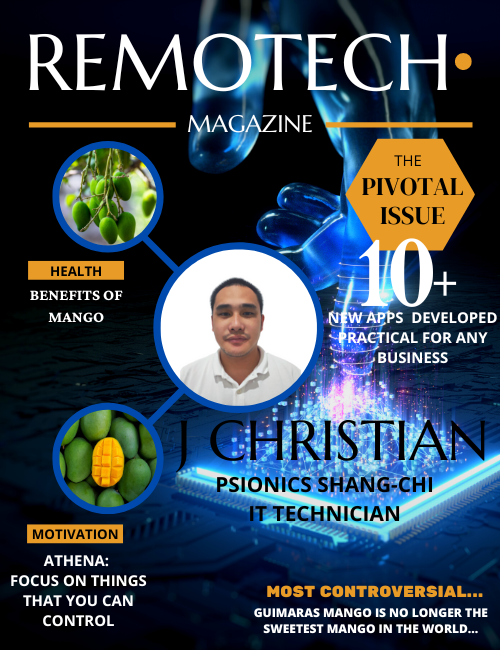 REMOTECH•
MAGAZINE
THE
PIVOTAL
ISSUE
10+
NEW APPS DEVELOPED
PRACTICAL FOR ANY
BUSINESS
HEALTH
BENEFITS OF
MANGO
J CHRISTIAN
PSIONICS SHANG-CHI
IT TECHNICIAN
MOTIVATION
ATHENA:
FOCUS ON THINGS
THAT YOU CAN
CONTROL
MOST CONTROVERSIAL...
GUIMARAS MANGO IS NO LONGER THE
SWEETEST MANGO IN THE WORLD...